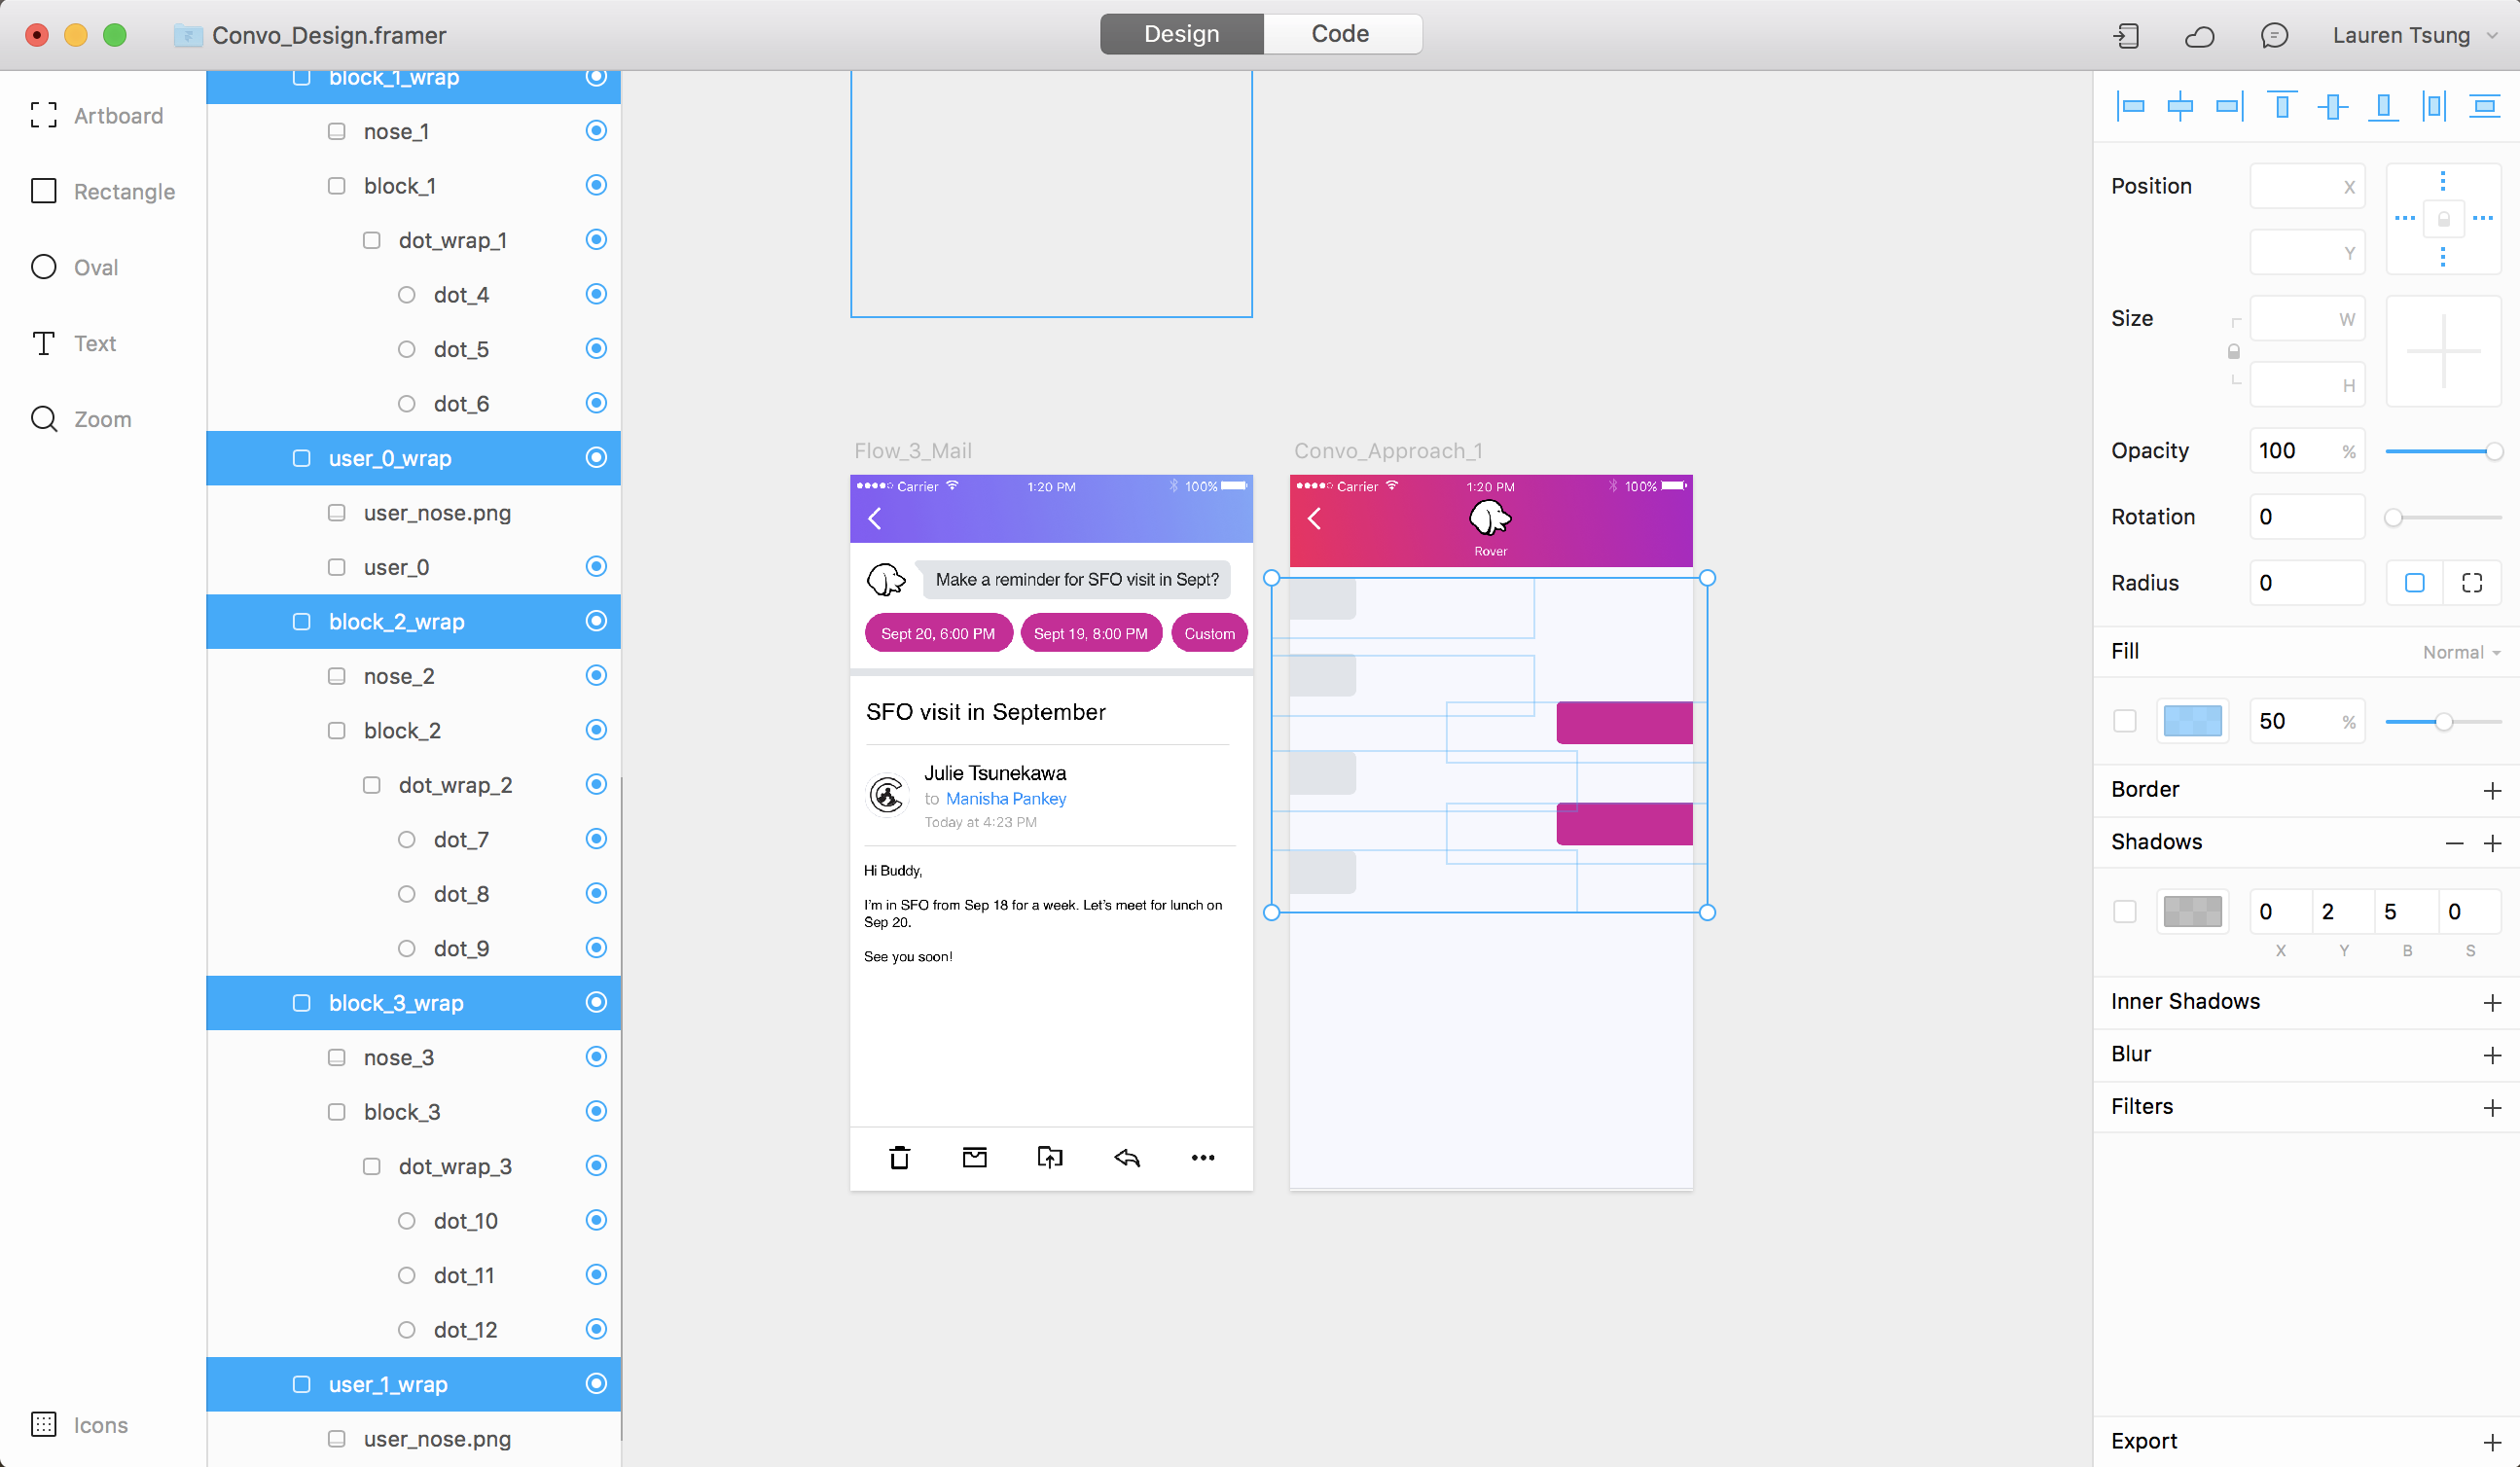 Convo_Design.framer
Design
Code
Lauren Tsung
Artboard
Rectangle
Oval
Text
Zoom
Icons
block_1_wrap
nose_1
block_1
dot_wrap_1
dot_4
dot_5
dot_6
user_0_wrap
user_nose.png
user_0
block_2_wrap
nose_2
block_2
dot_wrap_2
dot_7
dot_8
dot_9
block_3_wrap
nose_3
block_3
dot_wrap_3
dot_10
dot_11
dot_12
user_1_wrap
user_nose.png
Flow_3_Mail
Carrier 1:20 PM 100%
Make a reminder for SFO visit in Sept?
Sept 20, 6:00 PM
Sept 19, 8:00 PM
Custom
SFO visit in September
Julie Tsunekawa
to Manisha Pankey
Today at 4:23 PM
Hi Buddy,
I'm in SFO from Sep 18 for a week. Let's meet for lunch on
Sep 20.
See you soon!
Convo_Approach_1
Carrier 1:20 PM 100%
Rover
Position X
Y
Size W
H
Opacity 100 %
Rotation 0
Radius 0
Fill Normal
50 %
Border
Shadows
0 2 5 0
X Y B S
Inner Shadows
Blur
Filters
Export